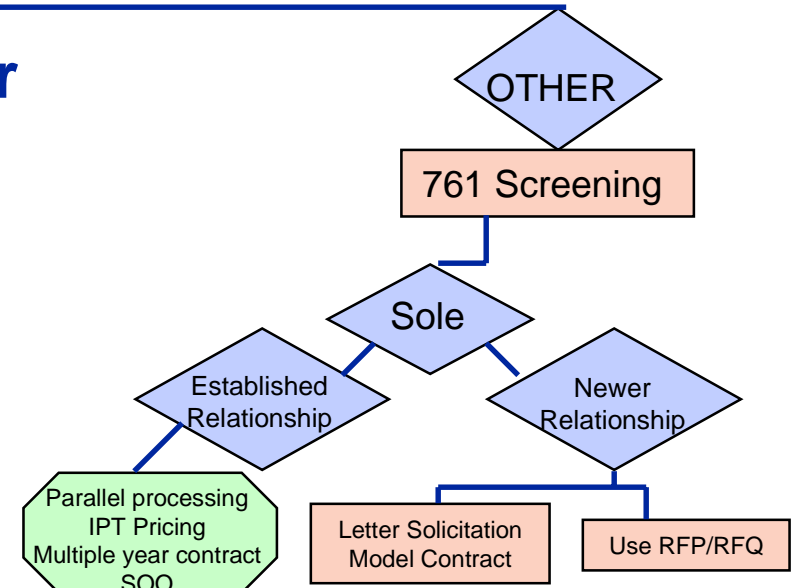 r
OTHER
761 Screening
Sole
Established
Relationship
Newer
Relationship
Parallel processing
IPT Pricing
Multiple year contract
SOO
Letter Solicitation
Model Contract
Use RFP/RFQ